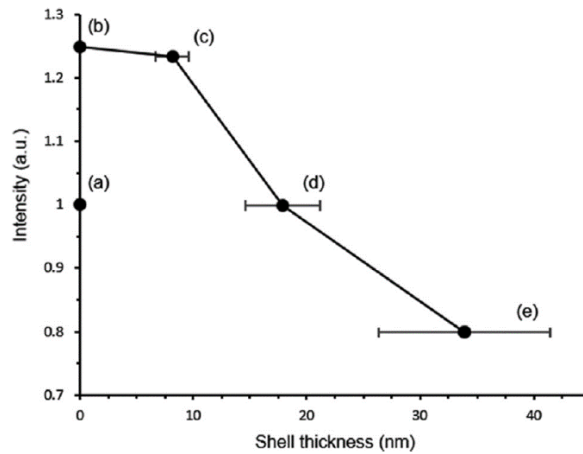 1.3
(b)
(c)
1.2
1.1
Intensity (a.u.)
(a)
(d)
1
0.9
(e)
0.8
0.7
0
10
20
30
40
Shell thickness (nm)